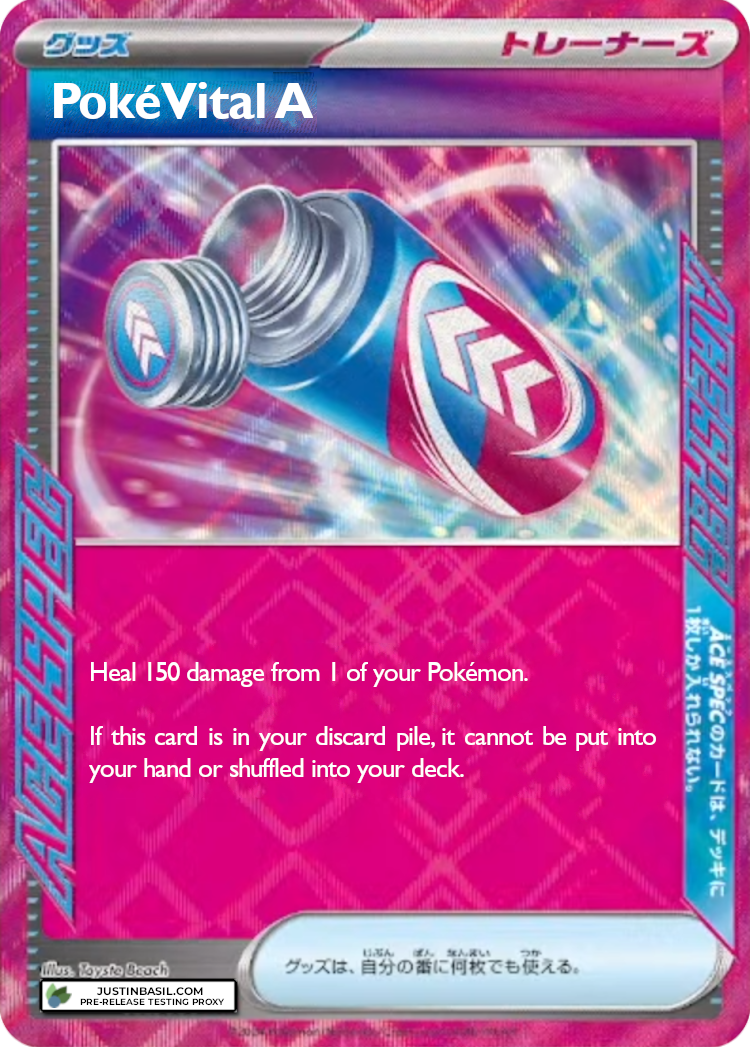 グッズ
トレーナーズ
PokéVital A
ACE SPEC
ACE SPEC
Heal 150 damage from 1 of your Pokémon.
If this card is in your discard pile, it cannot be put into
your hand or shuffled into your deck.
ACE SPECのカードは、デッキに
1枚しか入れられない。
グッズは、自分の番に何枚でも使える。
Illus. Tayste Beach
JUSTINBASIL.COM
PRE-RELEASE TESTING PROXY